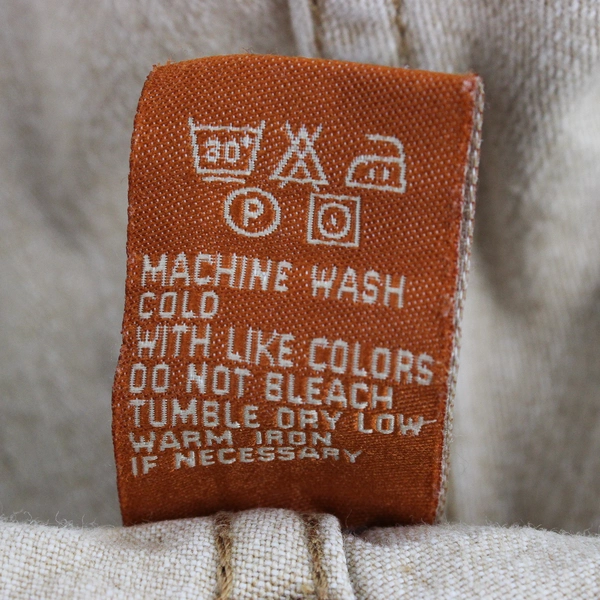 30°
P
MACHINE WASH
COLD
WITH LIKE COLORS
DO NOT BLEACH
TUMBLE DRY LOW
WARM IRON
IF NECESSARY